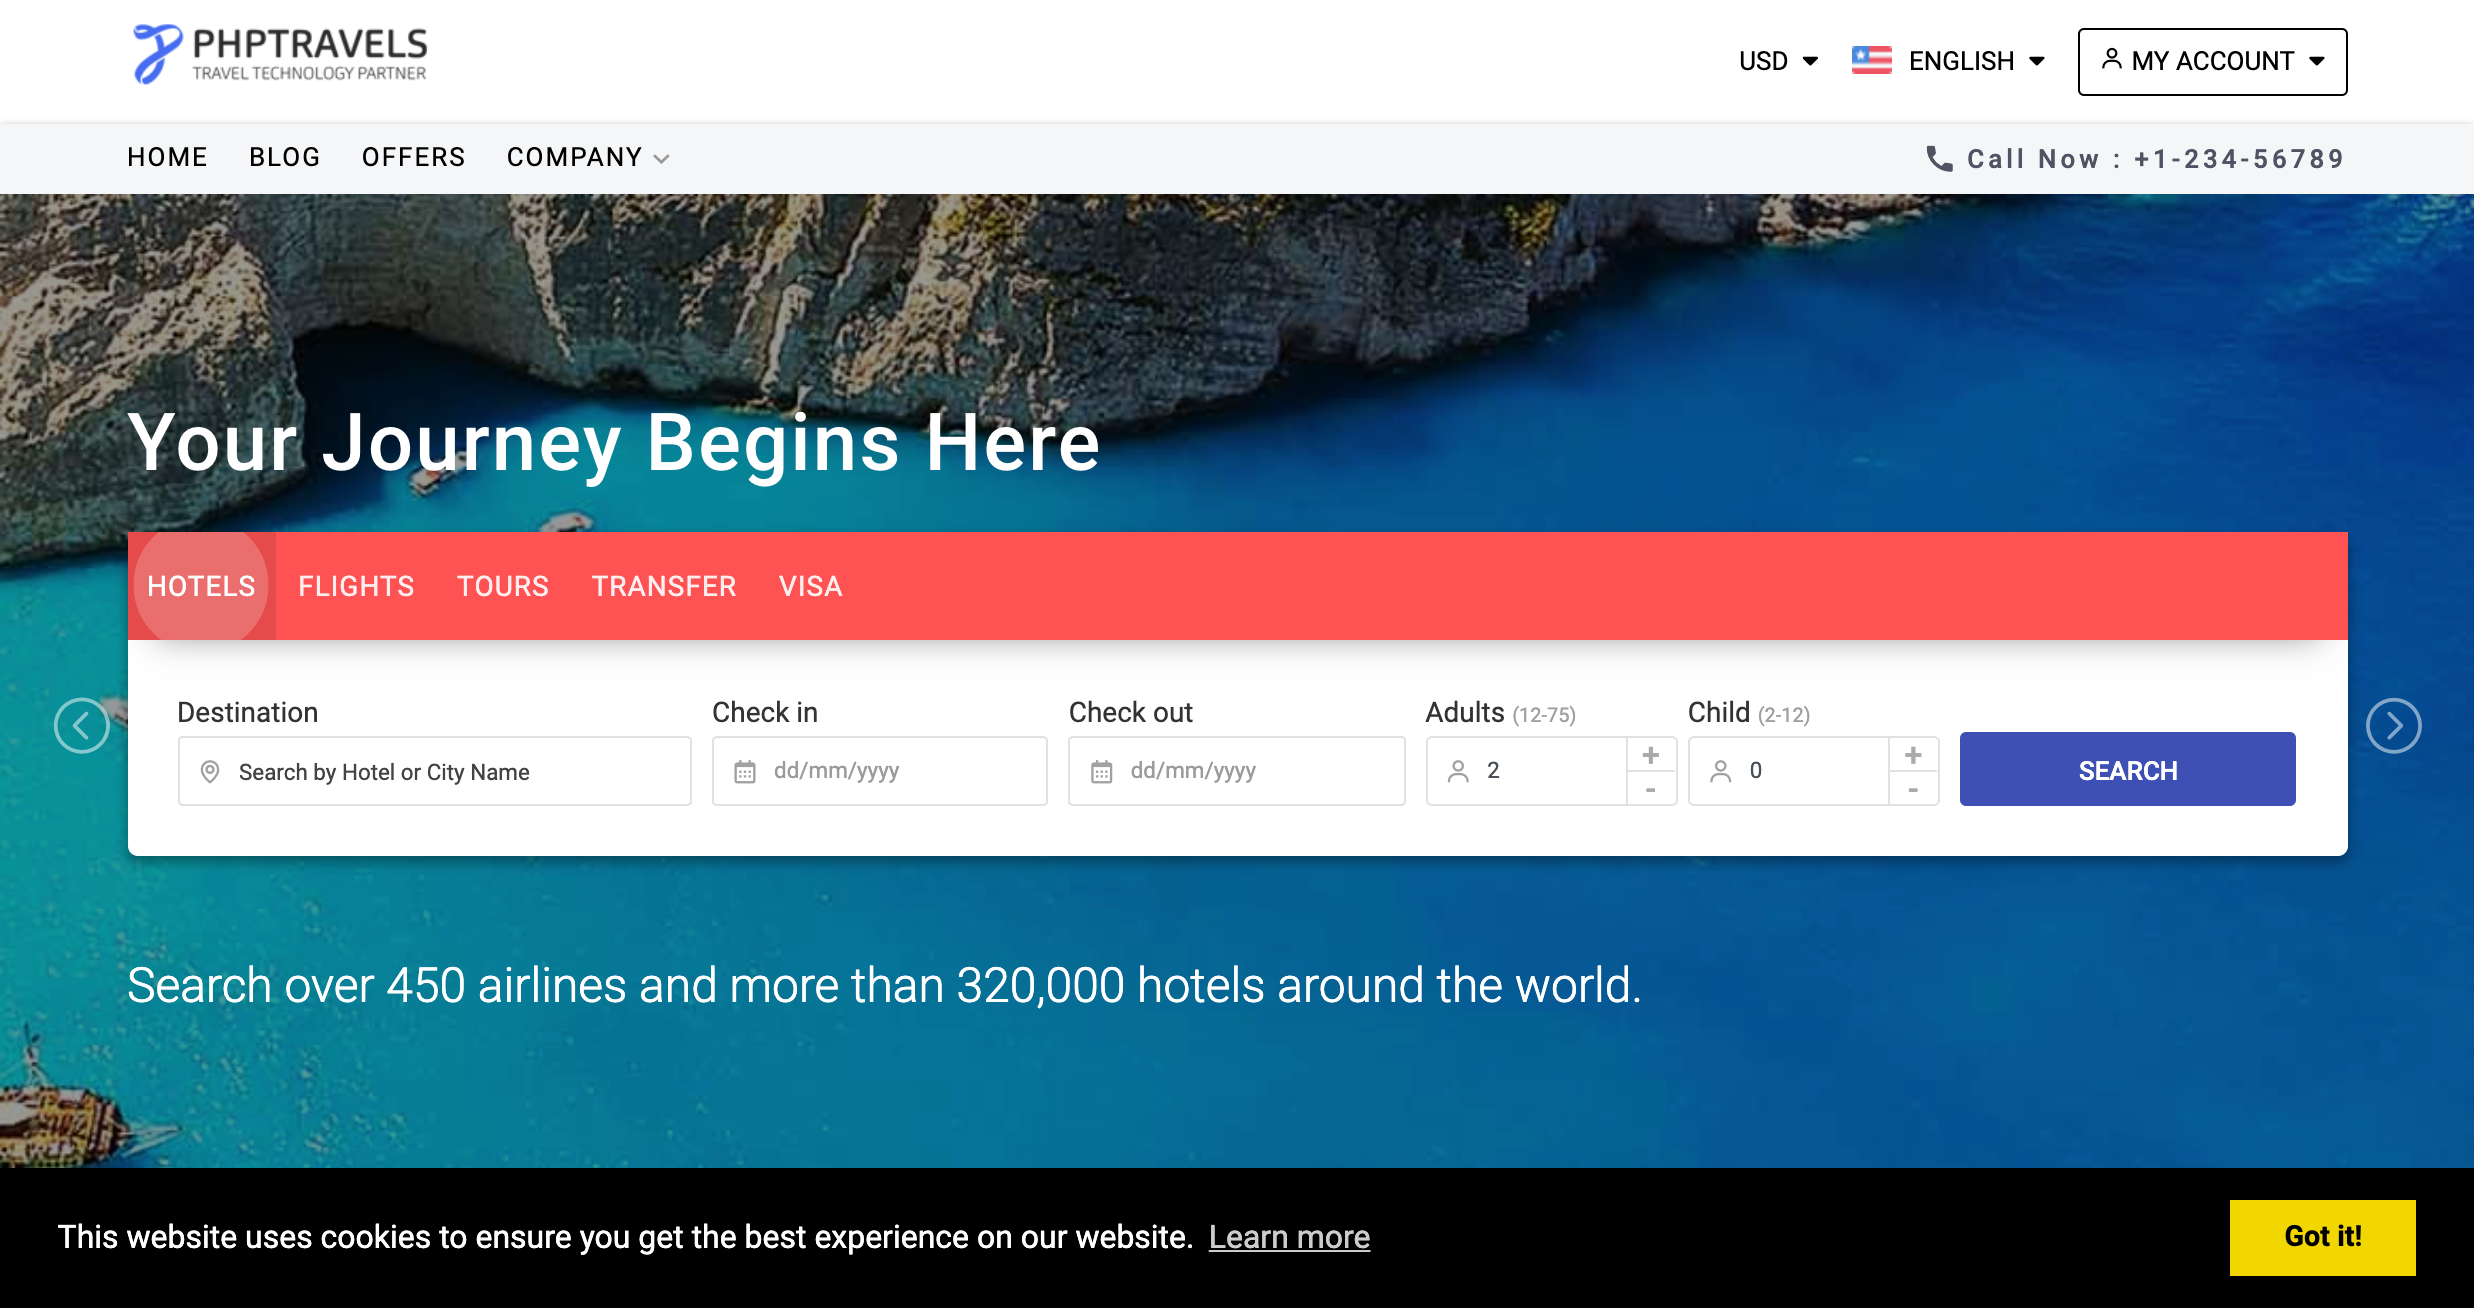 PHPTRAVELS
TRAVEL TECHNOLOGY PARTNER
USD
ENGLISH
MY ACCOUNT
HOME BLOG OFFERS COMPANY
Call Now : +1-234-56789
Your Journey Begins Here
HOTELS FLIGHTS TOURS TRANSFER VISA
Destination
Search by Hotel or City Name
Check in
dd/mm/yyyy
Check out
dd/mm/yyyy
Adults (12-75)
2
+
-
Child (2-12)
0
+
-
SEARCH
Search over 450 airlines and more than 320,000 hotels around the world.
This website uses cookies to ensure you get the best experience on our website. Learn more
Got it!